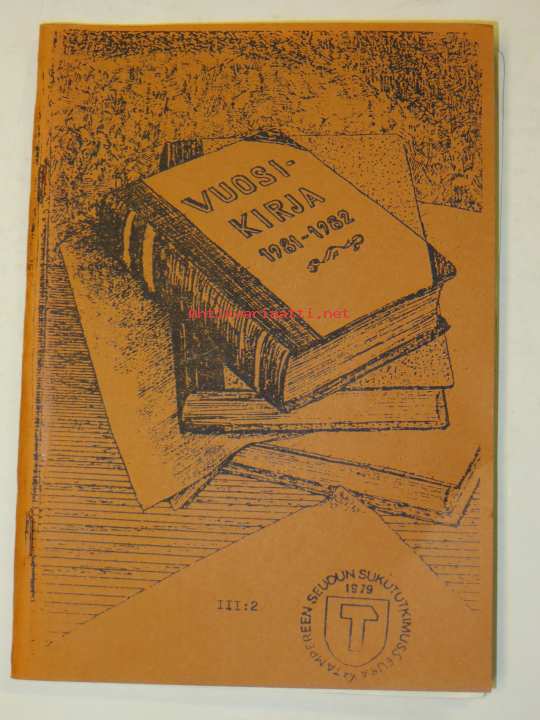 VUOSI-
KIRJA
1981-1982
antikvariaatti.net
III:2
TAMPEREEN SEUDUN SUKUTUTKIMUSSEURA
1979
T